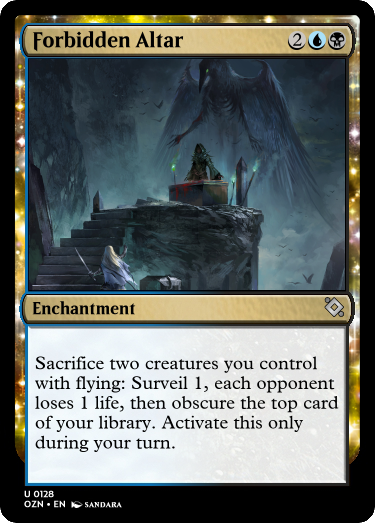 Forbidden Altar 2
Enchantment
Sacrifice two creatures you control
with flying: Surveil 1, each opponent
loses 1 life, then obscure the top card
of your library. Activate this only
during your turn.
U 0128
OZN • EN SANDARA